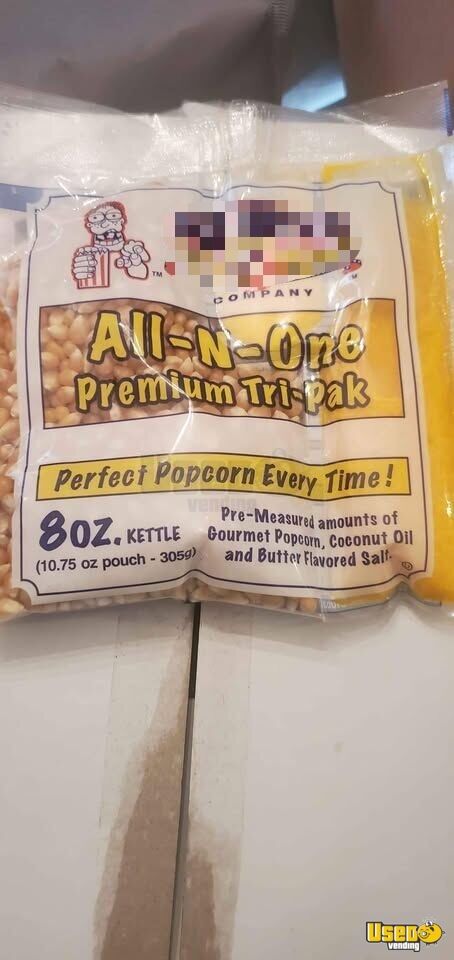 TM
COMPANY
All-N-One
Premium Tri-Pak
Perfect Popcorn Every Time!
8OZ. KETTLE
(10.75 oz pouch - 305g)
Pre-Measured amounts of
Gourmet Popcorn, Coconut Oil
and Butter Flavored Salt.
vending
Used
vending